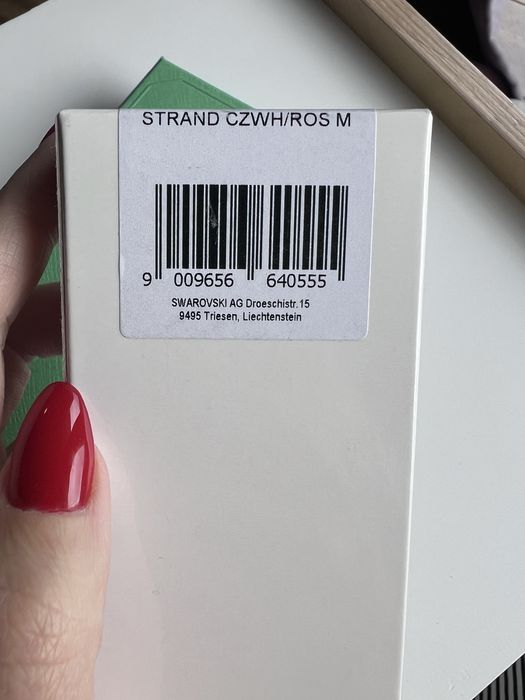 STRAND CZWH/ROS M
9 009656 640555
SWAROVSKI AG Droeschistr.15
9495 Triesen, Liechtenstein